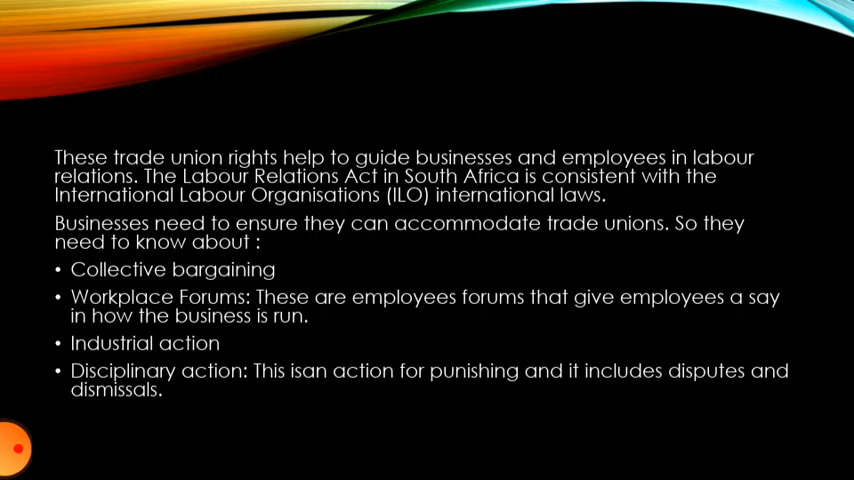 These trade union rights help to guide businesses and employees in labour
relations. The Labour Relations Act in South Africa is consistent with the
International Labour Organisations (ILO) international laws.
Businesses need to ensure they can accommodate trade unions. So they
need to know about :
• Collective bargaining
• Workplace Forums: These are employees forums that give employees a say
in how the business is run.
• Industrial action
• Disciplinary action: This isan action for punishing and it includes disputes and
dismissals.